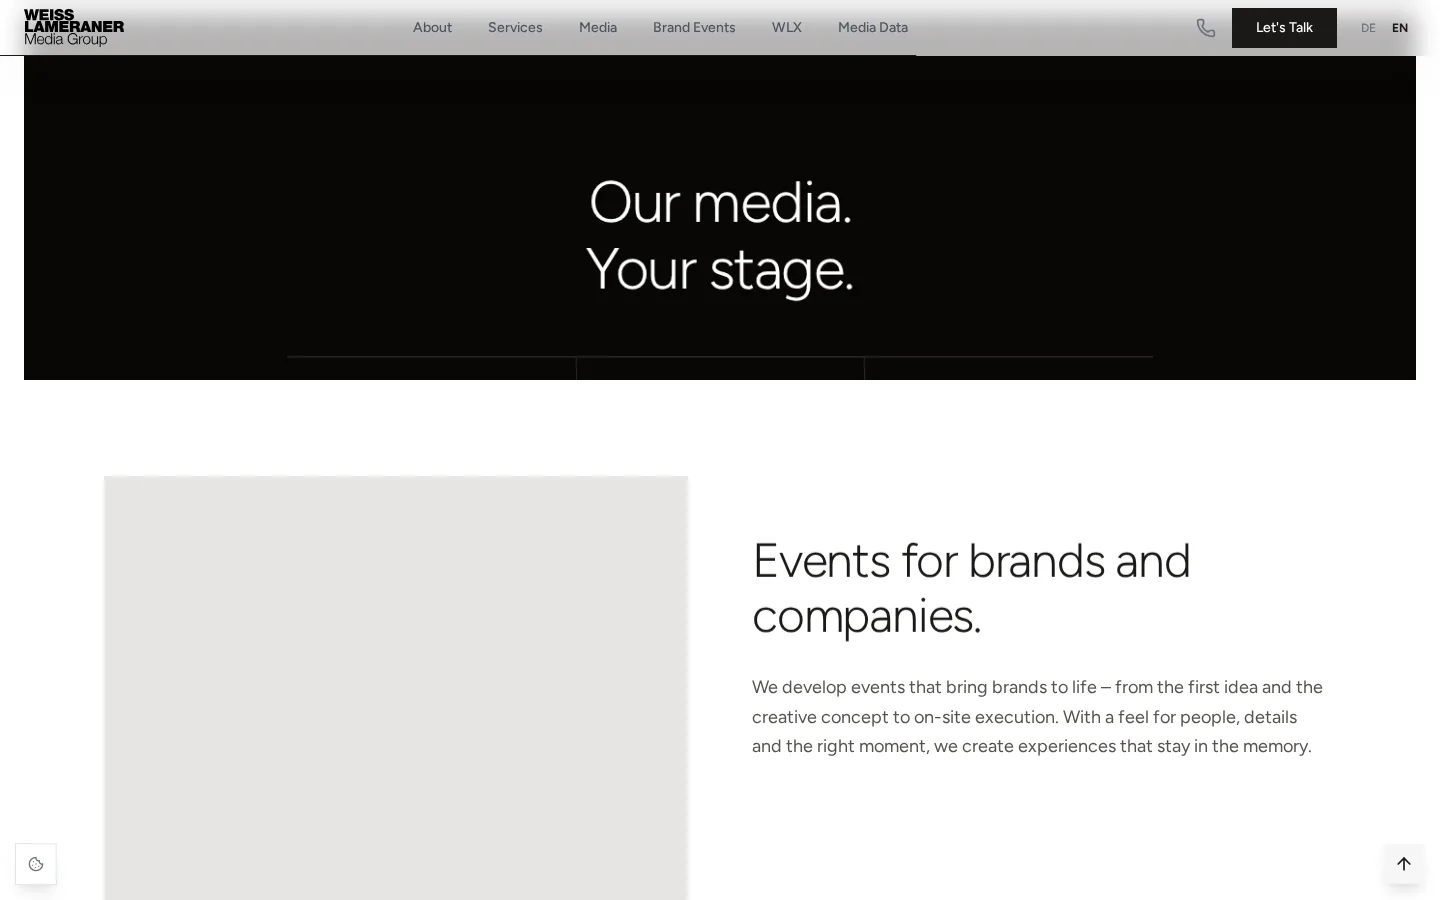 WEISS
LAMERANER
Media Group
About
Services
Media
Brand Events
WLX
Media Data
Let's Talk
DE
EN
Our media.
Your stage.
Events for brands and
companies.
We develop events that bring brands to life – from the first idea and the
creative concept to on-site execution. With a feel for people, details
and the right moment, we create experiences that stay in the memory.